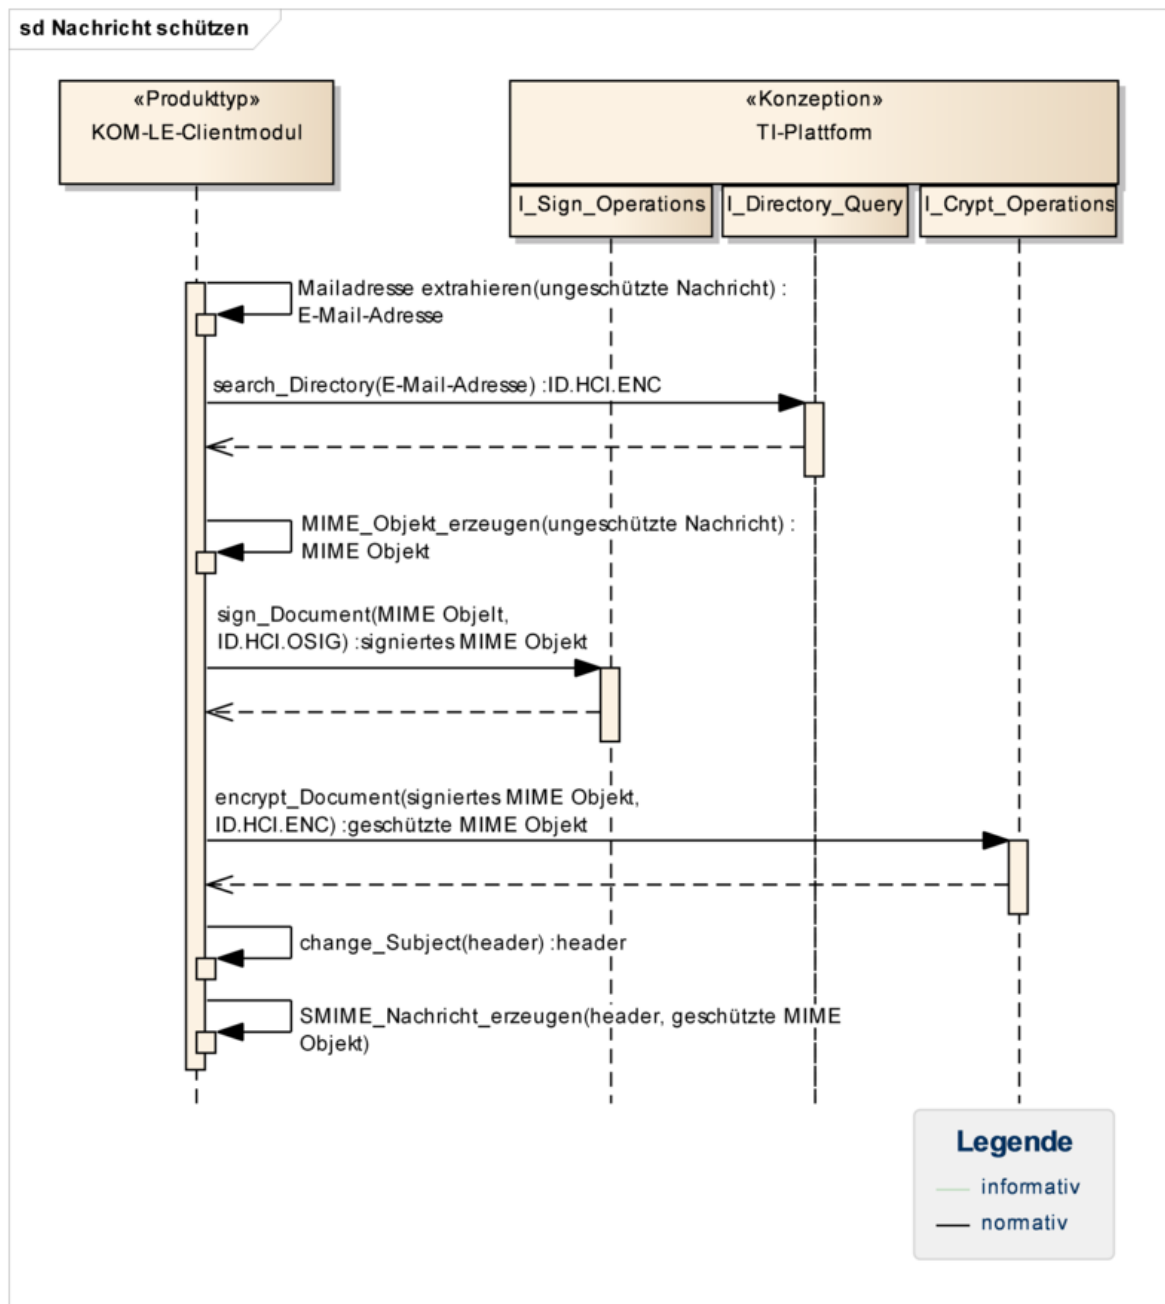 sd Nachricht schützen
«Produkttyp»
KOM-LE-Clientmodul
«Konzeption»
TI-Plattform
I_Sign_Operations
I_Directory_Query
I_Crypt_Operations
Mailadresse extrahieren(ungeschützte Nachricht) :
E-Mail-Adresse
search_Directory(E-Mail-Adresse) :ID.HCI.ENC
MIME_Objekt_erzeugen(ungeschützte Nachricht) :
MIME Objekt
sign_Document(MIME Objelt,
ID.HCI.OSIG) :signiertes MIME Objekt
encrypt_Document(signiertes MIME Objekt,
ID.HCI.ENC) :geschützte MIME Objekt
change_Subject(header) :header
SMIME_Nachricht_erzeugen(header, geschützte MIME
Objekt)
Legende
informativ
normativ